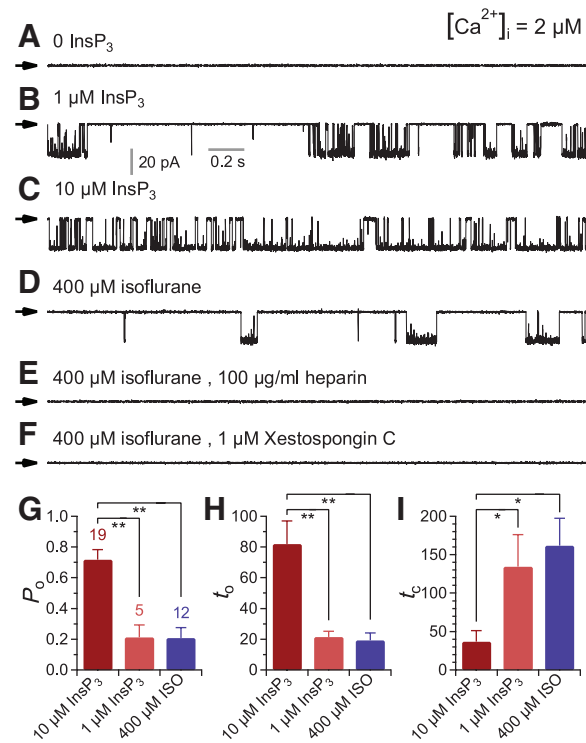 A 0 InsP₃ [Ca²⁺]ᵢ = 2 µM
B 1 µM InsP₃
20 pA 0.2 s
C 10 µM InsP₃
D 400 µM isoflurane
E 400 µM isoflurane , 100 µg/ml heparin
F 400 µM isoflurane , 1 µM Xestospongin C
G H I
** ** *
** ** *
19 5 12
Pₒ
1.0
0.8
0.6
0.4
0.2
0.0
10 µM InsP₃
1 µM InsP₃
400 µM ISO
tₒ
100
80
60
40
20
0
10 µM InsP₃
1 µM InsP₃
400 µM ISO
t_c
200
150
100
50
0
10 µM InsP₃
1 µM InsP₃
400 µM ISO